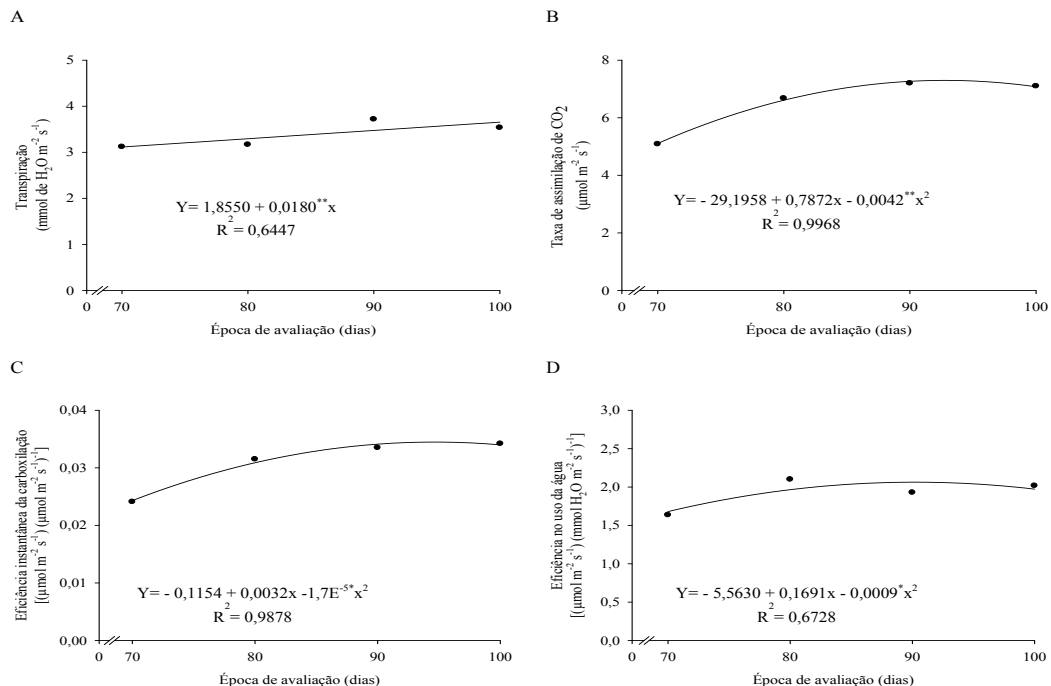 A
Transpiração
(mmol de H₂O m⁻² s⁻¹)
5
4
3
2
1
0
Y= 1,8550 + 0,0180**x
R² = 0,6447
0 70 80 90 100
Época de avaliação (dias)
B
Taxa de assimilação de CO₂
(μmol m⁻² s⁻¹)
8
6
4
2
0
Y= - 29,1958 + 0,7872x - 0,0042**x²
R² = 0,9968
0 70 80 90 100
Época de avaliação (dias)
C
Eficiência instantânea da carboxilação
[(μmol m⁻² s⁻¹) (μmol m⁻² s⁻¹)⁻¹]
0,04
0,03
0,02
0,01
0,00
Y= - 0,1154 + 0,0032x -1,7E⁻⁵*x²
R² = 0,9878
0 70 80 90 100
Época de avaliação (dias)
D
Eficiência no uso da água
[(μmol m⁻² s⁻¹) (mmol H₂O m⁻² s⁻¹)⁻¹]
3,0
2,5
2,0
1,5
1,0
0,5
0,0
Y= - 5,5630 + 0,1691x - 0,0009*x²
R² = 0,6728
0 70 80 90 100
Época de avaliação (dias)